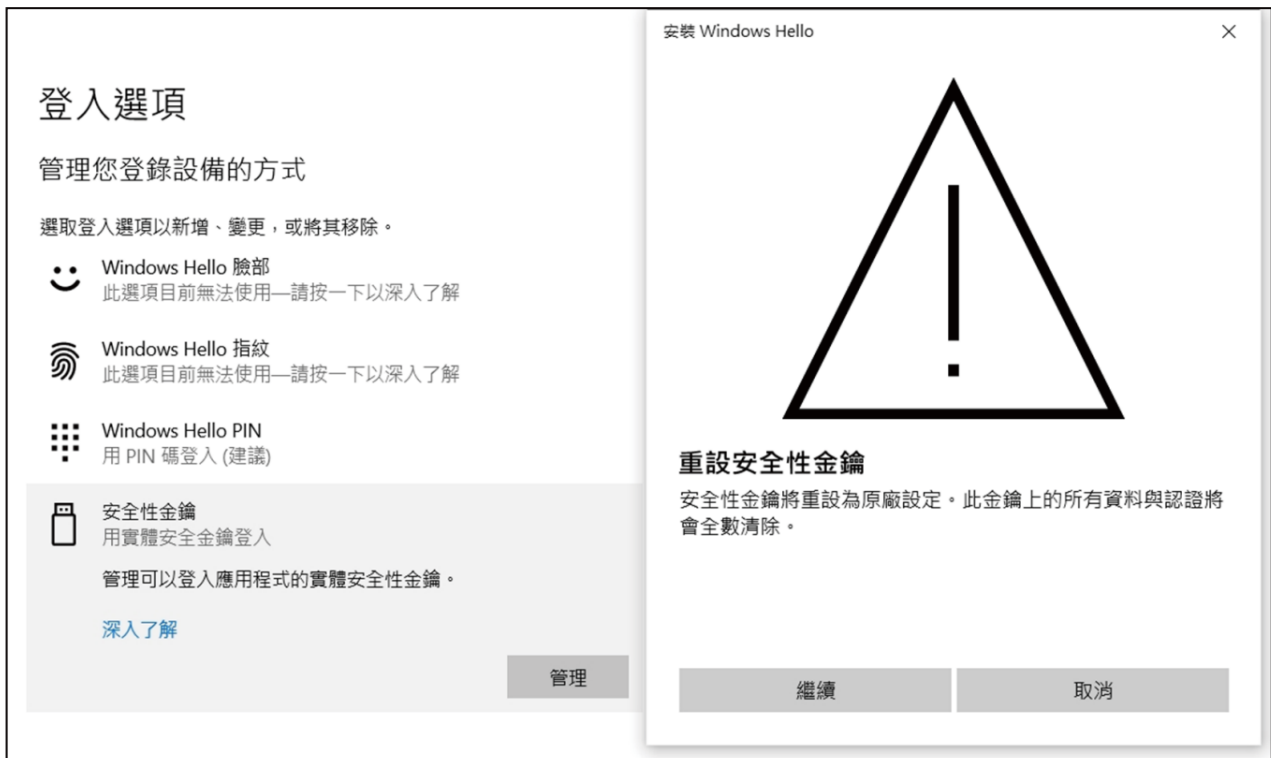 登入選項
管理您登錄設備的方式
選取登入選項以新增、變更，或將其移除。
Windows Hello 臉部
此選項目前無法使用—請按一下以深入了解
Windows Hello 指紋
此選項目前無法使用—請按一下以深入了解
Windows Hello PIN
用 PIN 碼登入 (建議)
安全性金鑰
用實體安全金鑰登入
管理可以登入應用程式的實體安全性金鑰。
深入了解
管理
安裝 Windows Hello
重設安全性金鑰
安全性金鑰將重設為原廠設定。此金鑰上的所有資料與認證將
會全數清除。
繼續
取消